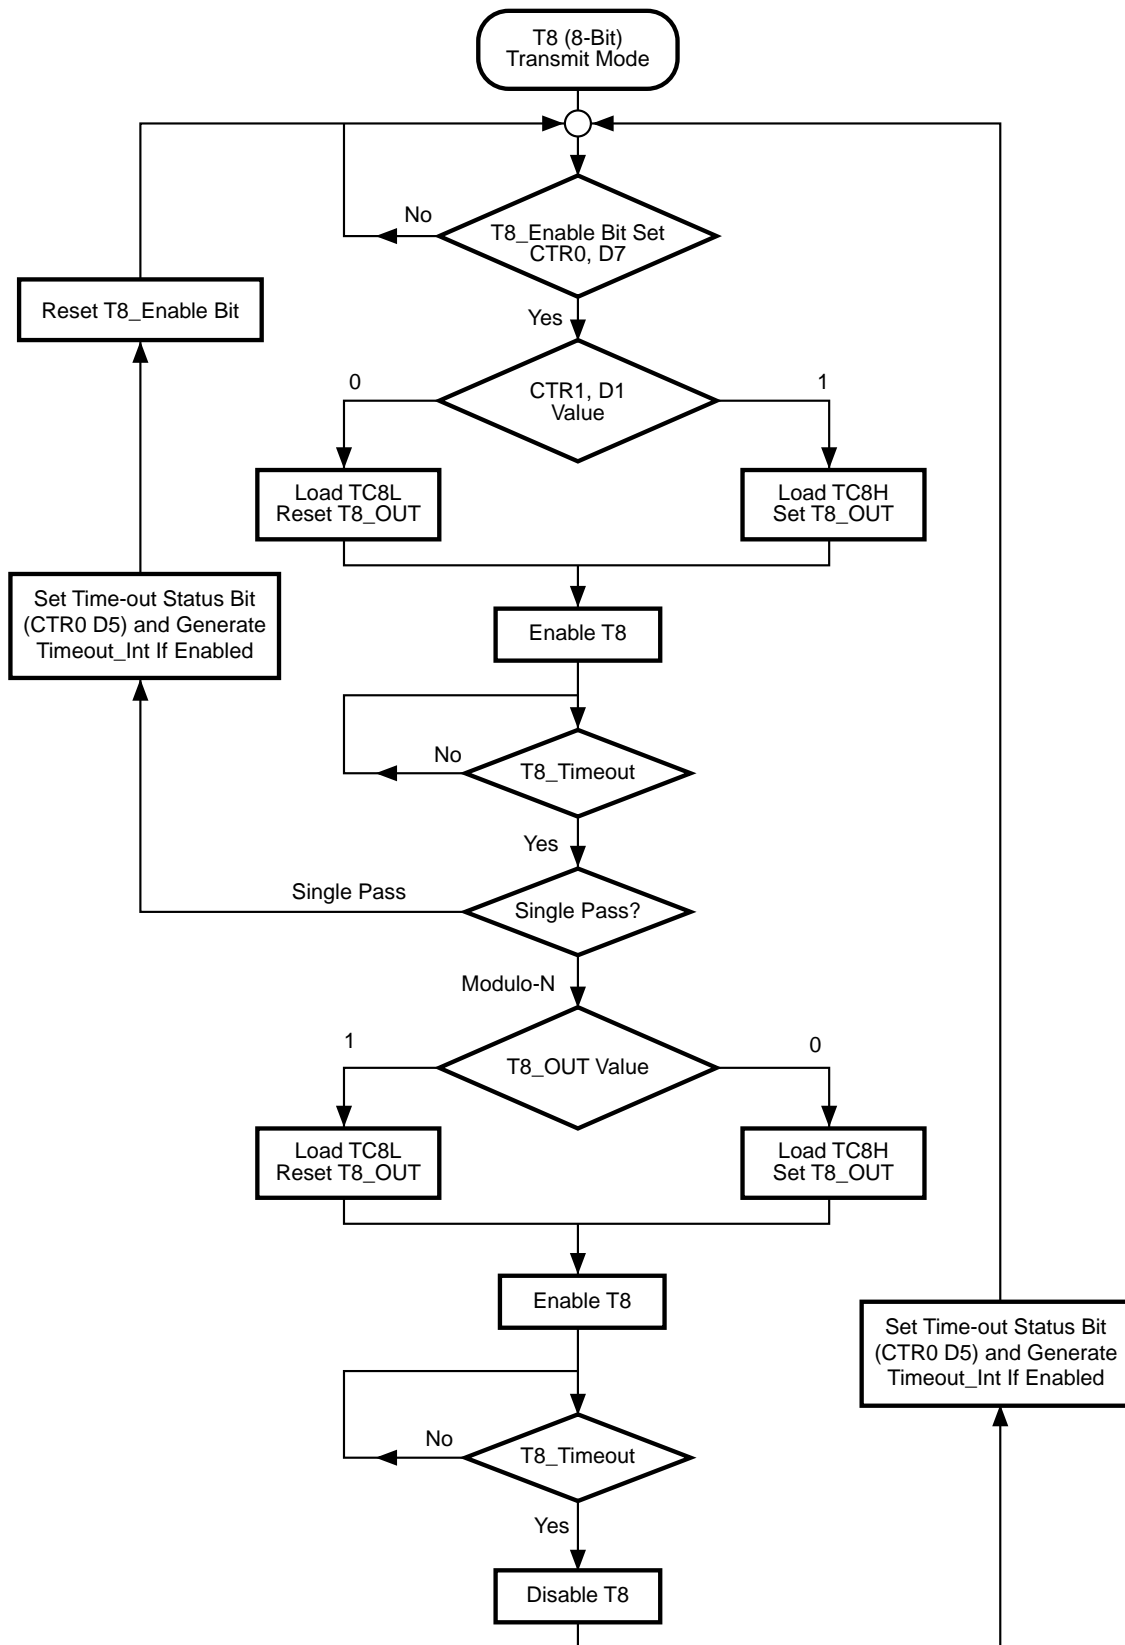 T8 (8-Bit)
Transmit Mode
No
T8_Enable Bit Set
CTR0, D7
Reset T8_Enable Bit
Yes
0
CTR1, D1
Value
1
Load TC8L
Reset T8_OUT
Load TC8H
Set T8_OUT
Set Time-out Status Bit
(CTR0 D5) and Generate
Timeout_Int If Enabled
Enable T8
No
T8_Timeout
Yes
Single Pass
Single Pass?
Modulo-N
1
T8_OUT Value
0
Load TC8L
Reset T8_OUT
Load TC8H
Set T8_OUT
Enable T8
Set Time-out Status Bit
(CTR0 D5) and Generate
Timeout_Int If Enabled
No
T8_Timeout
Yes
Disable T8